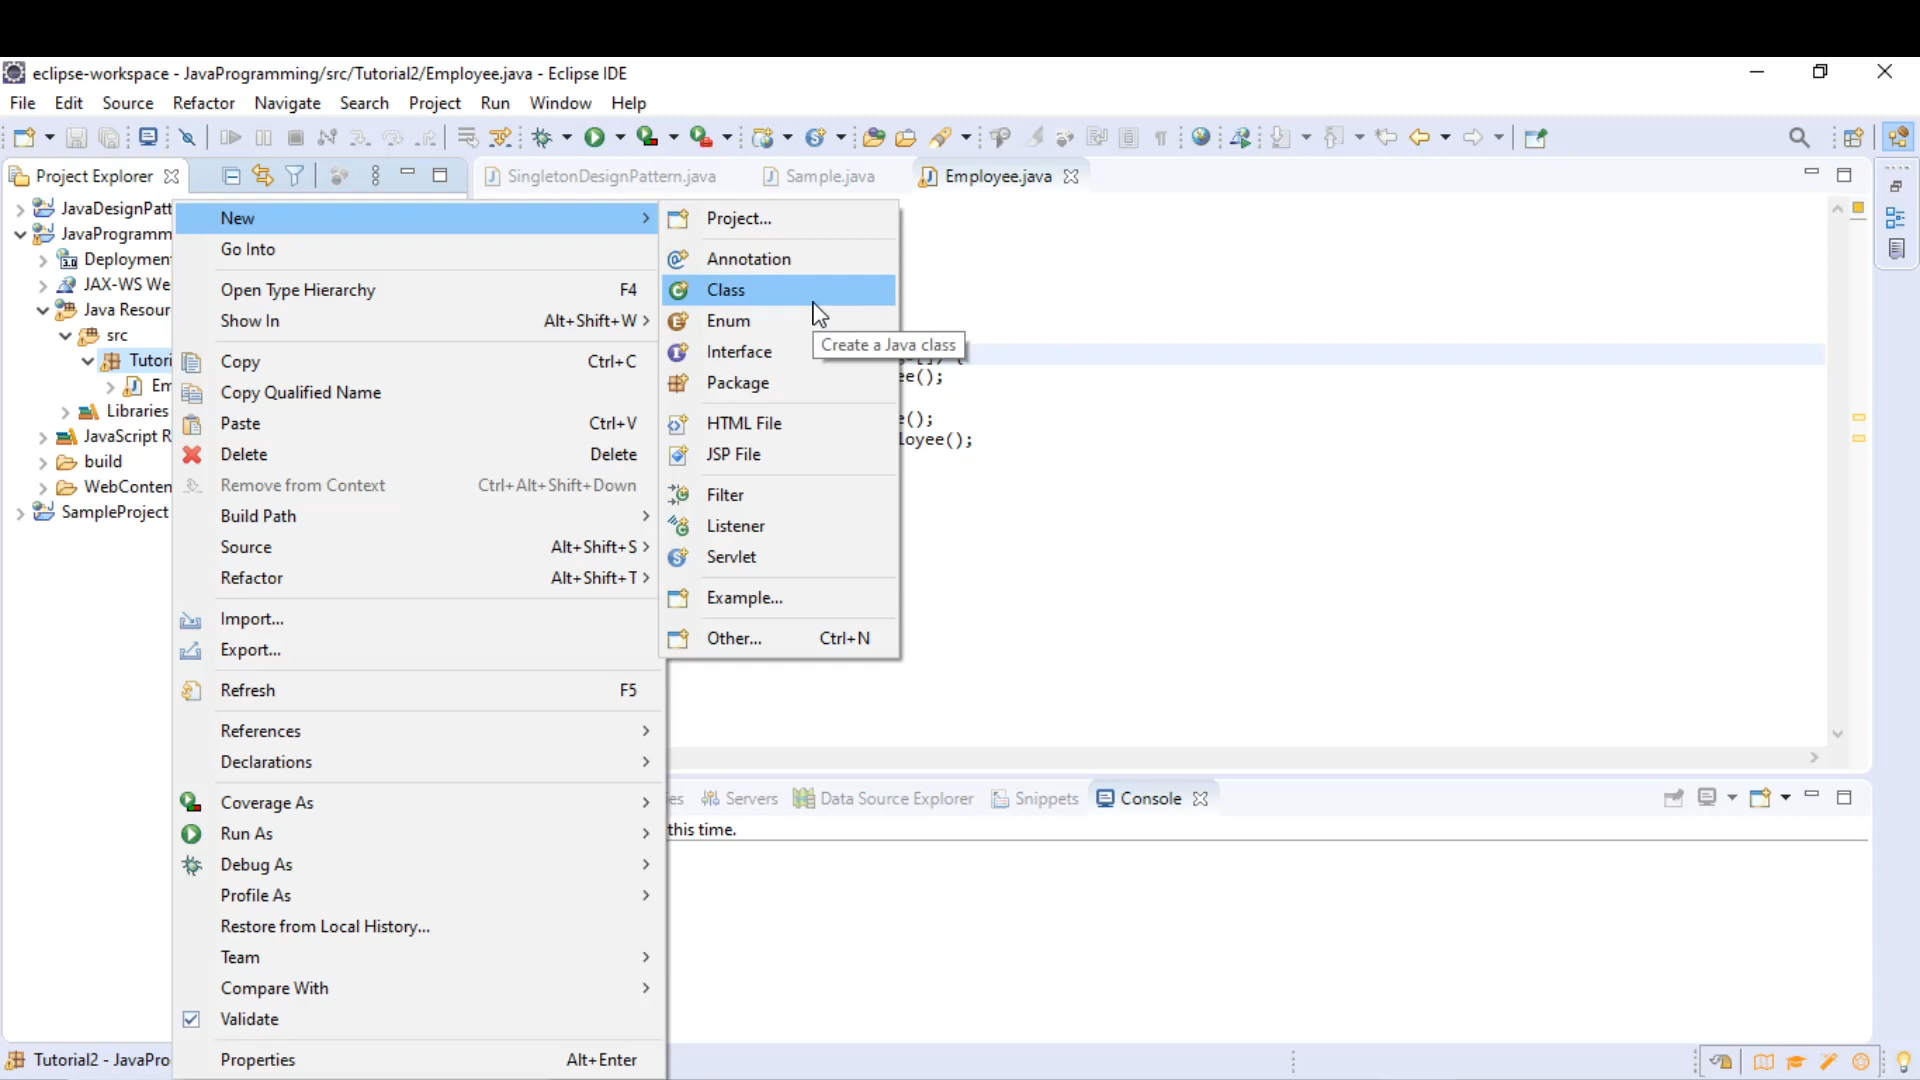 eclipse-workspace - JavaProgramming/src/Tutorial2/Employee.java - Eclipse IDE
File Edit Source Refactor Navigate Search Project Run Window Help
Project Explorer
SingletonDesignPattern.java
Sample.java
Employee.java
JavaDesignPatt
JavaProgramm
Deploymen
JAX-WS We
Java Resour
src
Tutori
Em
Libraries
JavaScript R
build
WebConten
SampleProject
New
Go Into
Open Type Hierarchy F4
Show In Alt+Shift+W
Copy Ctrl+C
Copy Qualified Name
Paste Ctrl+V
Delete Delete
Remove from Context Ctrl+Alt+Shift+Down
Build Path
Source Alt+Shift+S
Refactor Alt+Shift+T
Import...
Export...
Refresh F5
References
Declarations
Coverage As
Run As
Debug As
Profile As
Restore from Local History...
Team
Compare With
Validate
Properties Alt+Enter
Project...
Annotation
Class
Enum
Interface
Package
HTML File
JSP File
Filter
Listener
Servlet
Example...
Other... Ctrl+N
Create a Java class
ee();
e();
loyee();
es Servers Data Source Explorer Snippets Console
this time.
Tutorial2 - JavaPro